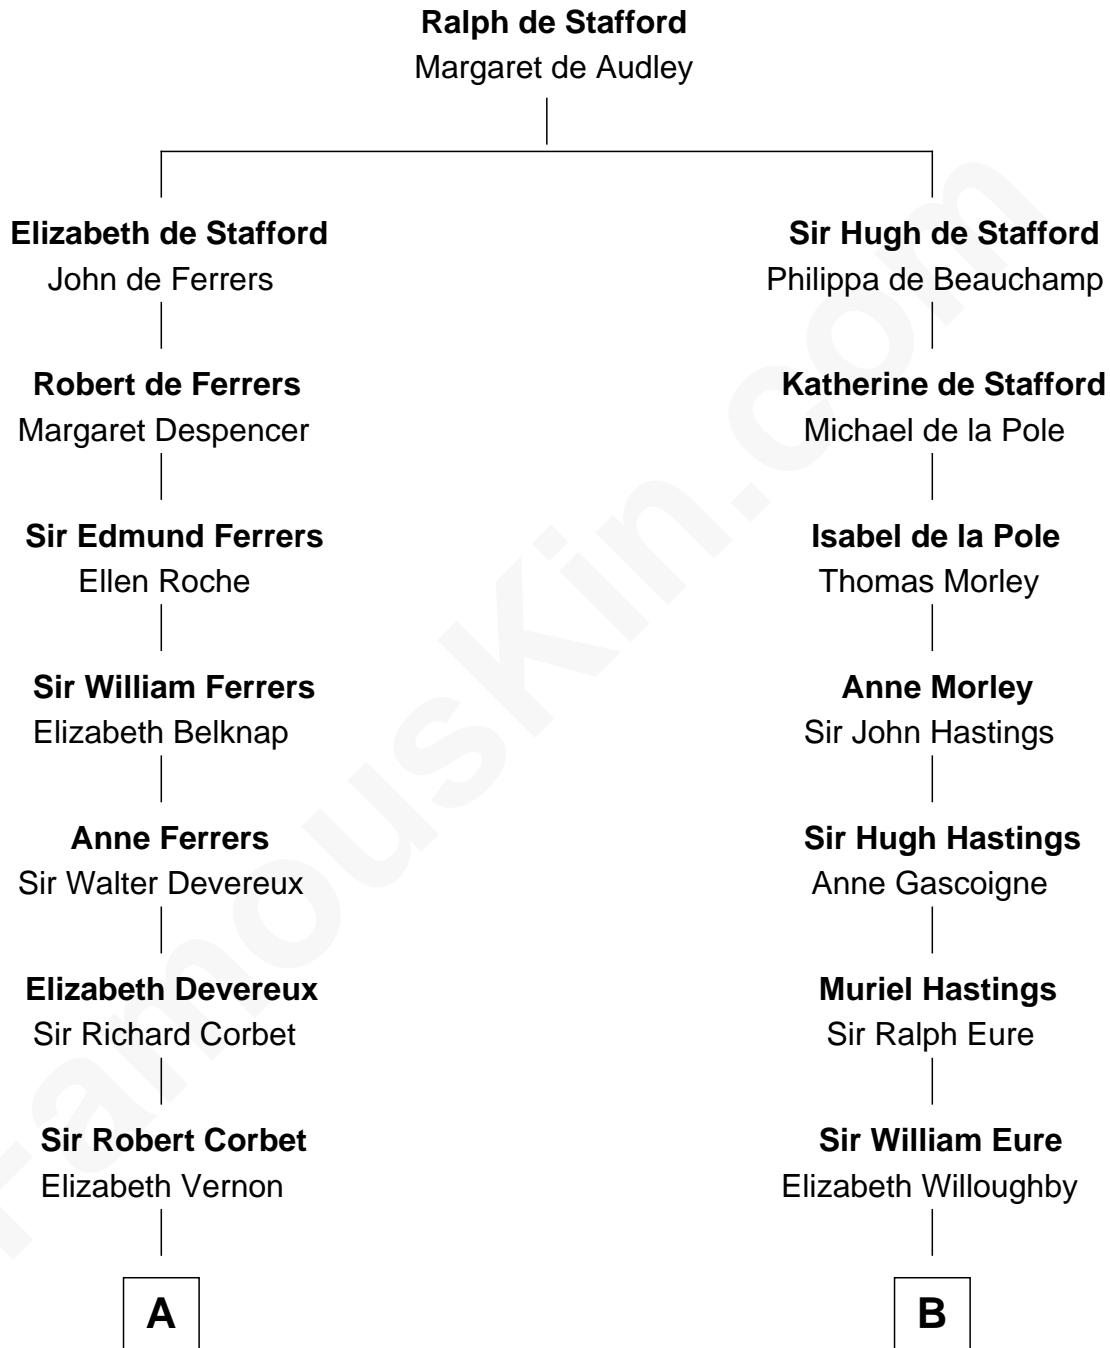 Ralph de Stafford
Margaret de Audley
Elizabeth de Stafford
John de Ferrers
Robert de Ferrers
Margaret Despencer
Sir Edmund Ferrers
Ellen Roche
Sir William Ferrers
Elizabeth Belknap
Anne Ferrers
Sir Walter Devereux
Elizabeth Devereux
Sir Richard Corbet
Sir Robert Corbet
Elizabeth Vernon
A
Sir Hugh de Stafford
Philippa de Beauchamp
Katherine de Stafford
Michael de la Pole
Isabel de la Pole
Thomas Morley
Anne Morley
Sir John Hastings
Sir Hugh Hastings
Anne Gascoigne
Muriel Hastings
Sir Ralph Eure
Sir William Eure
Elizabeth Willoughby
B
FamousKin.com